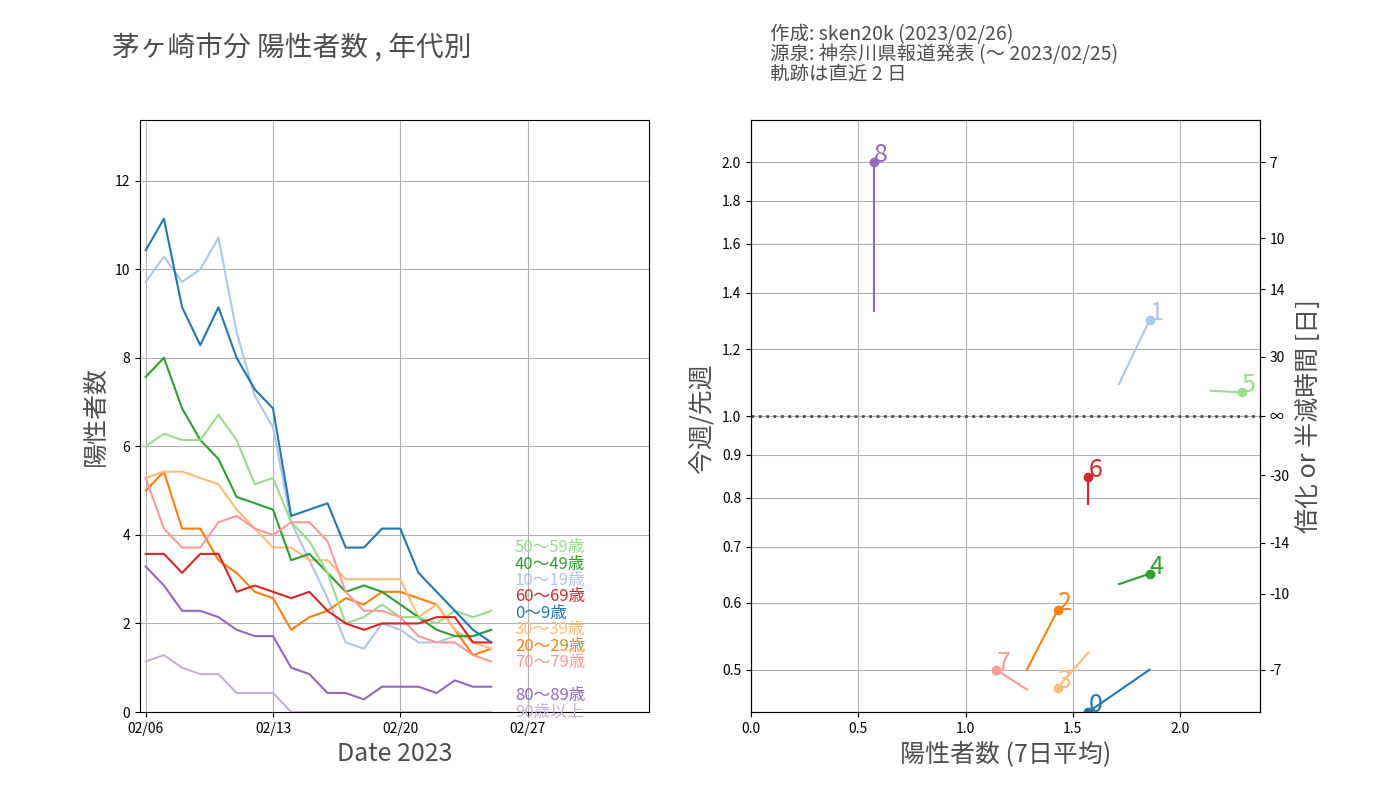 茅ヶ崎市分 陽性者数 , 年代別
作成: sken20k (2023/02/26)
源泉: 神奈川県報道発表 (～ 2023/02/25)
軌跡は直近 2 日
陽性者数
12
10
8
6
4
2
0
02/06
02/13
02/20
02/27
Date 2023
50～59歳
40～49歳
10～19歳
60～69歳
0～9歳
30～39歳
20～29歳
70～79歳
80～89歳
90歳以上
今週/先週
2.0
1.8
1.6
1.4
1.2
1.0
0.9
0.8
0.7
0.6
0.5
8
1
5
6
4
2
7
3
0
0.0
0.5
1.0
1.5
2.0
陽性者数 (7日平均)
7
10
14
30
∞
-30
-14
-10
-7
倍化 or 半減時間 [日]